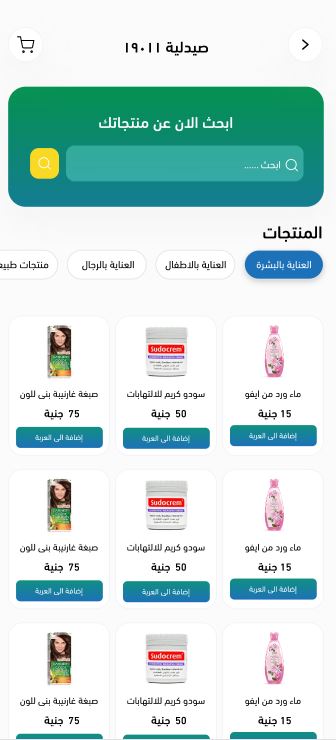 صيدلية ١٩٠١١
ابحث الان عن منتجاتك
ابحث ......
المنتجات
العناية بالبشرة
العناية بالاطفال
العناية بالرجال
منتجات طبيع
ماء ورد من ايفو
15 جنية
إضافة الى العربة
Sudocrem
سودو كريم للالتهابات
50 جنية
إضافة الى العربة
صبغة غارنيية بنى للون
75 جنية
إضافة الى العربة
ماء ورد من ايفو
15 جنية
إضافة الى العربة
Sudocrem
سودو كريم للالتهابات
50 جنية
إضافة الى العربة
صبغة غارنيية بنى للون
75 جنية
إضافة الى العربة
ماء ورد من ايفو
15 جنية
Sudocrem
سودو كريم للالتهابات
50 جنية
صبغة غارنيية بنى للون
75 جنية